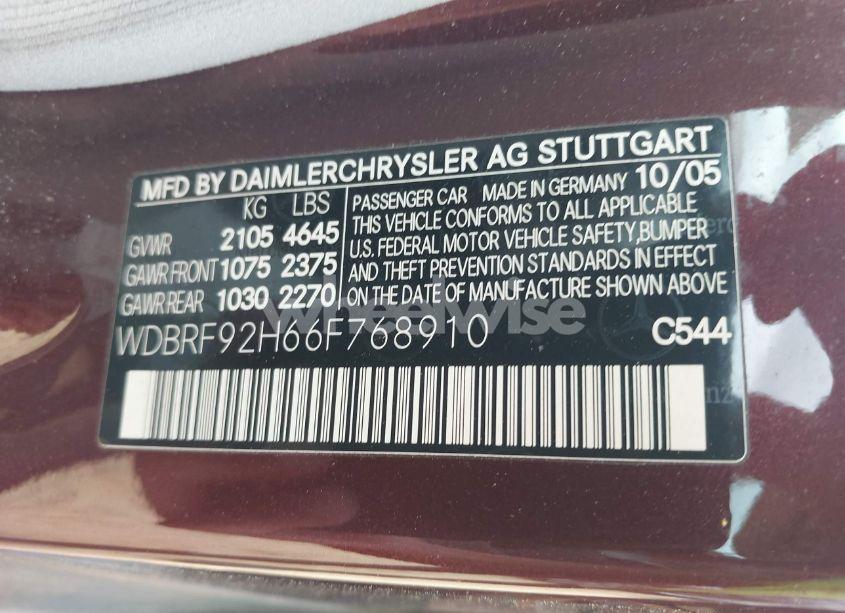 MFD BY DAIMLERCHRYSLER AG STUTTGART
KG LBS
GVWR 2105 4645
GAWR FRONT 1075 2375
GAWR REAR 1030 2270
PASSENGER CAR MADE IN GERMANY 10/05
THIS VEHICLE CONFORMS TO ALL APPLICABLE
U.S. FEDERAL MOTOR VEHICLE SAFETY,BUMPER
AND THEFT PREVENTION STANDARDS IN EFFECT
ON THE DATE OF MANUFACTURE SHOWN ABOVE
WDBRF92H66F768910 C544
wheelwise